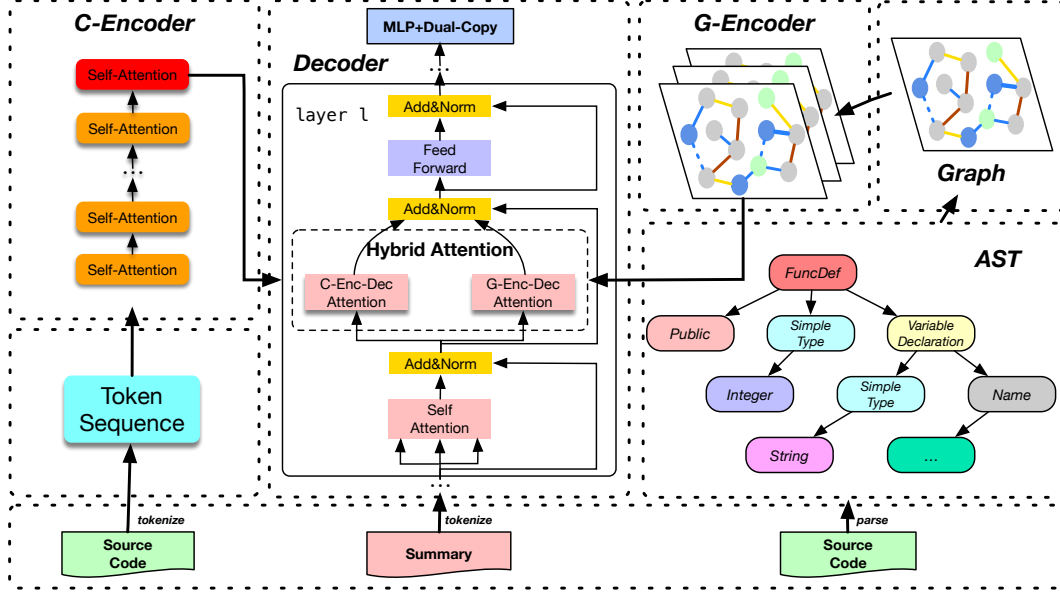 C-Encoder
Self-Attention
Self-Attention
...
Self-Attention
Self-Attention
Token
Sequence
tokenize
Source
Code
MLP+Dual-Copy
Decoder
...
layer l
Add&Norm
Feed
Forward
Add&Norm
Hybrid Attention
C-Enc-Dec
Attention
G-Enc-Dec
Attention
Add&Norm
Self
Attention
...
tokenize
Summary
G-Encoder
Graph
AST
FuncDef
Public
Simple
Type
Variable
Declaration
Integer
Simple
Type
Name
String
...
parse
Source
Code